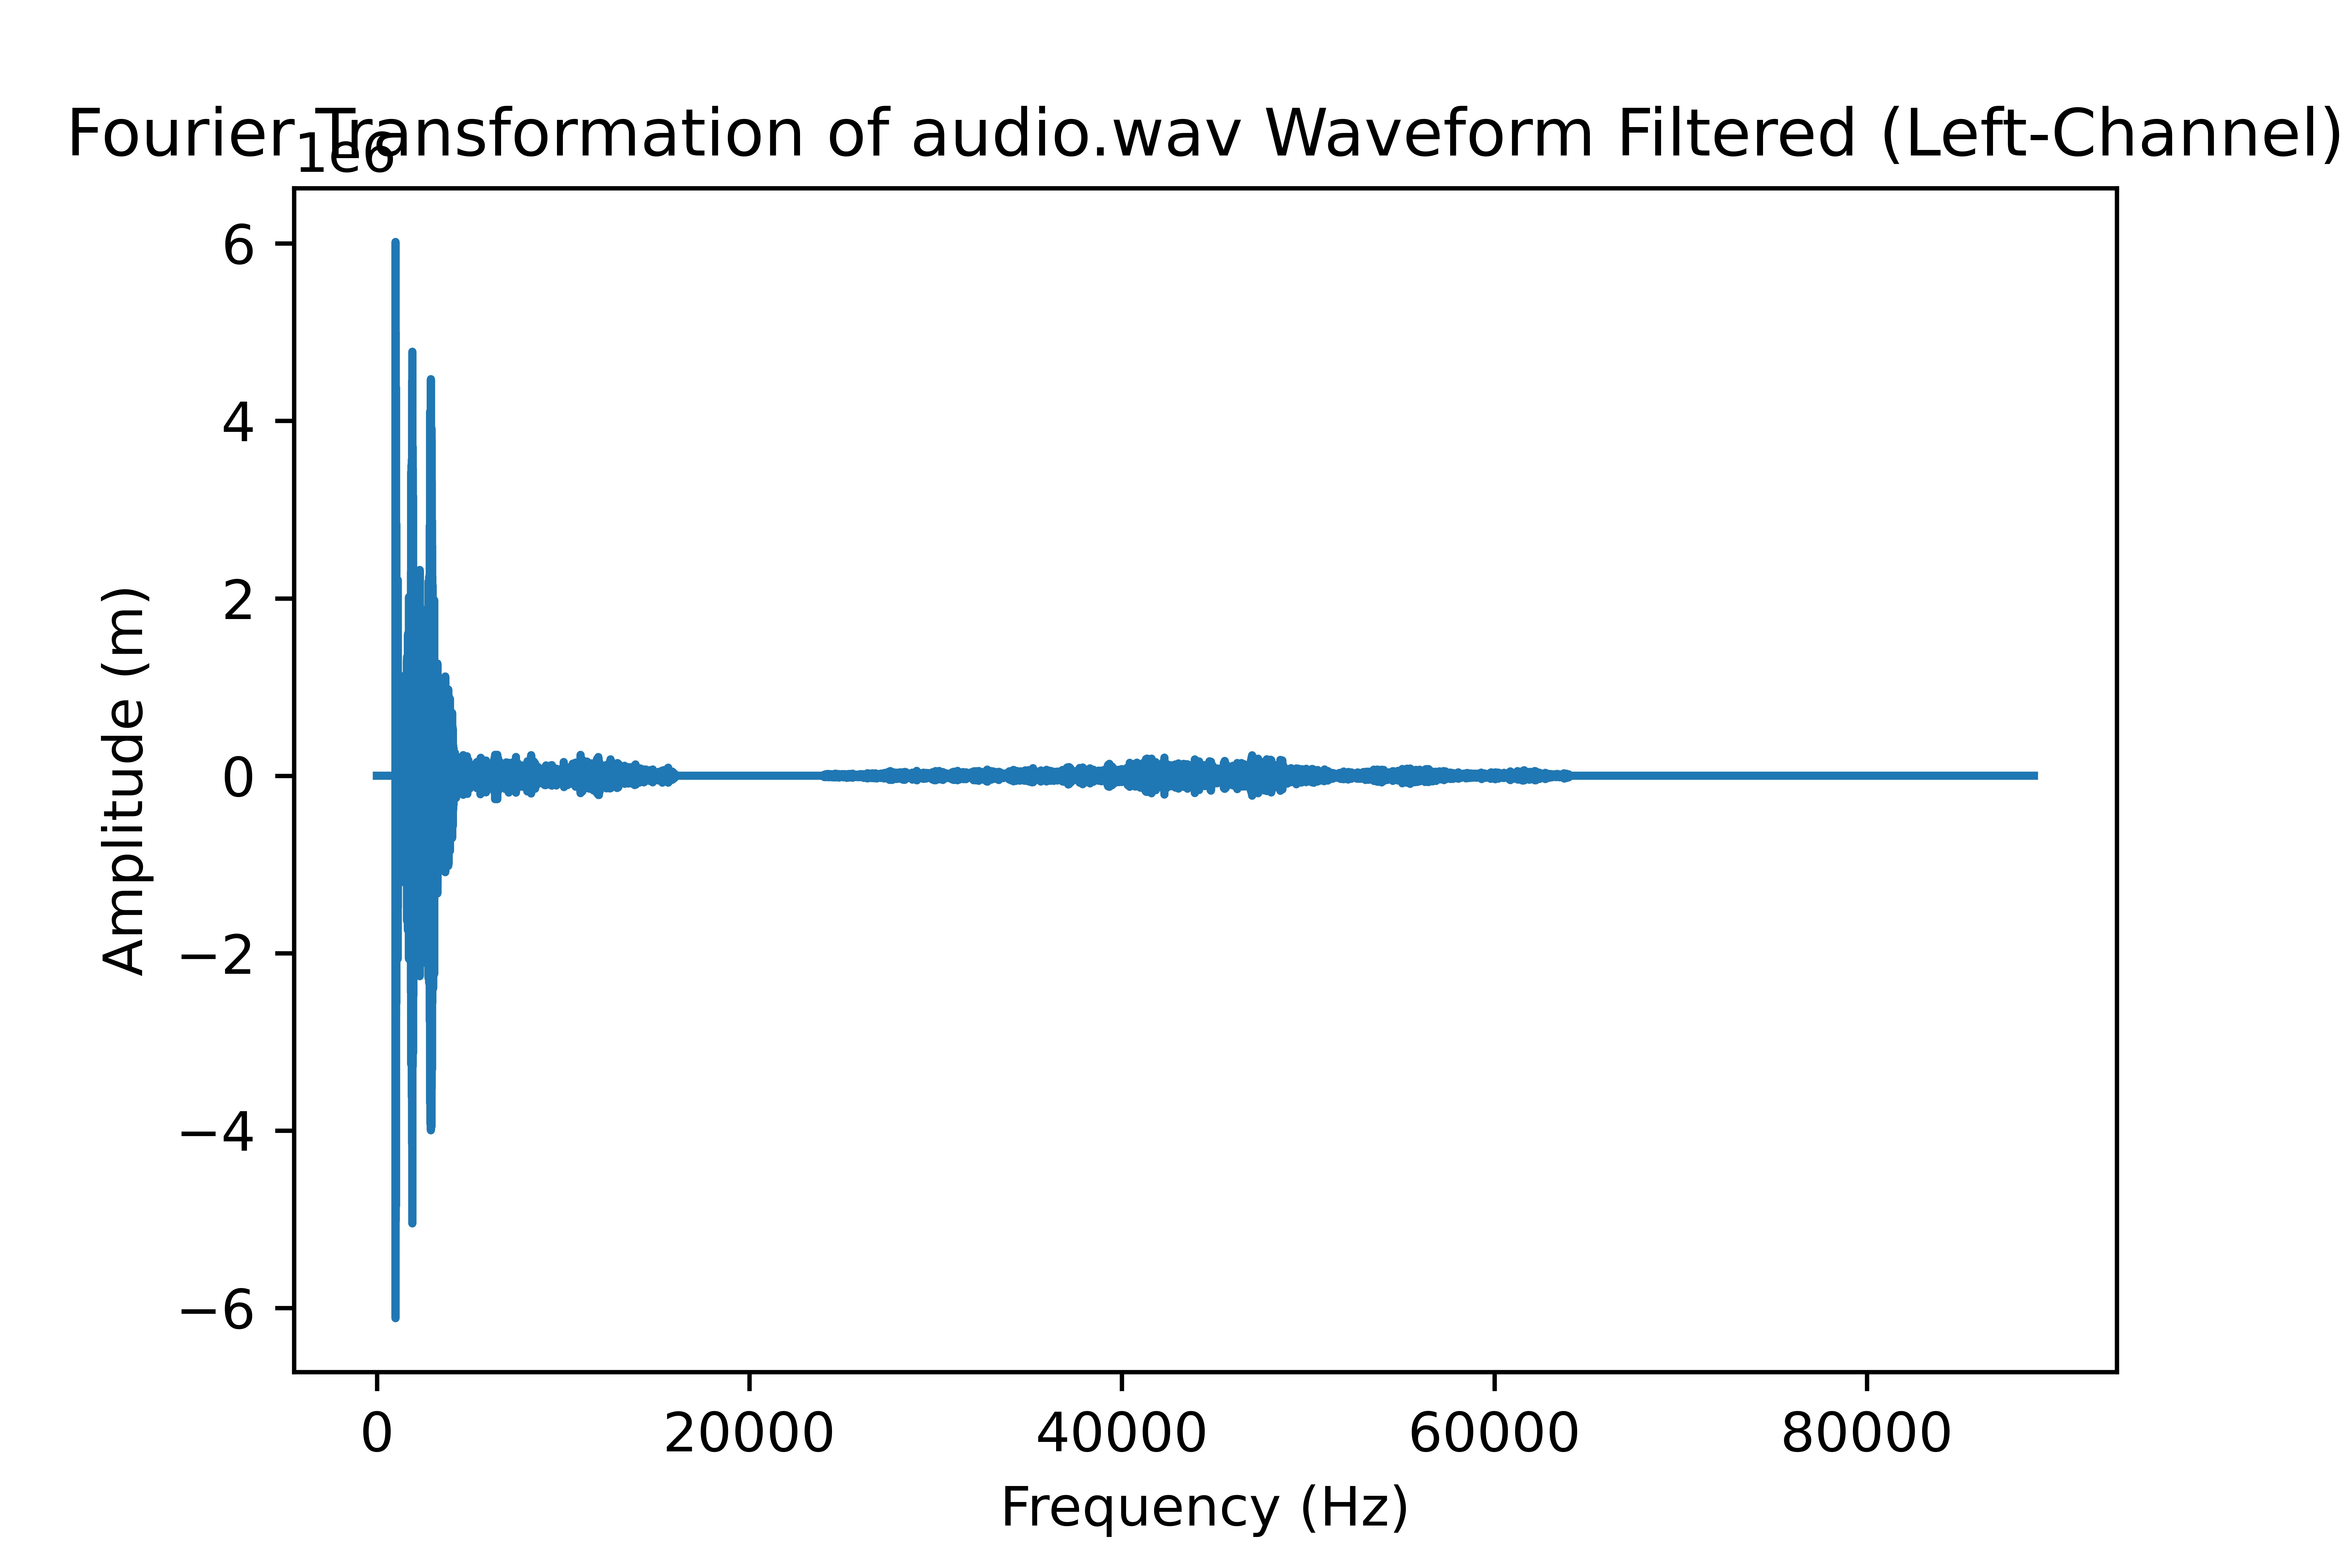 Fourier Transformation of audio.wav Waveform Filtered (Left-Channel)
1e6
6
4
2
0
−2
−4
−6
Amplitude (m)
0 20000 40000 60000 80000
Frequency (Hz)